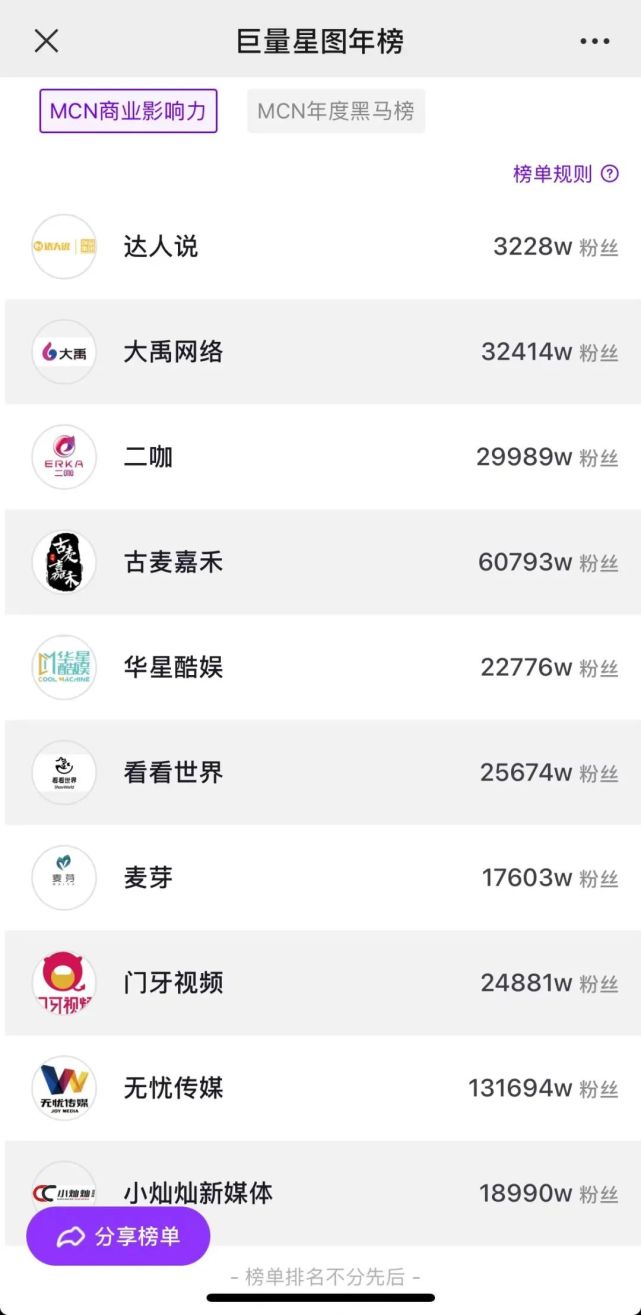 巨量星图年榜
MCN商业影响力 MCN年度黑马榜
榜单规则 ?
达人说
达人说 3228w 粉丝
大禹
大禹网络 32414w 粉丝
ERKA
二咖
二咖 29989w 粉丝
古麦
嘉禾
古麦嘉禾 60793w 粉丝
华星
酷娱
COOL MACHINE
华星酷娱 22776w 粉丝
看看世界
看看世界 25674w 粉丝
麦芽
麦芽 17603w 粉丝
门牙视频
门牙视频 24881w 粉丝
无忧传媒
JOY MEDIA
无忧传媒 131694w 粉丝
小灿灿
小灿灿新媒体 18990w 粉丝
分享榜单
- 榜单排名不分先后 -